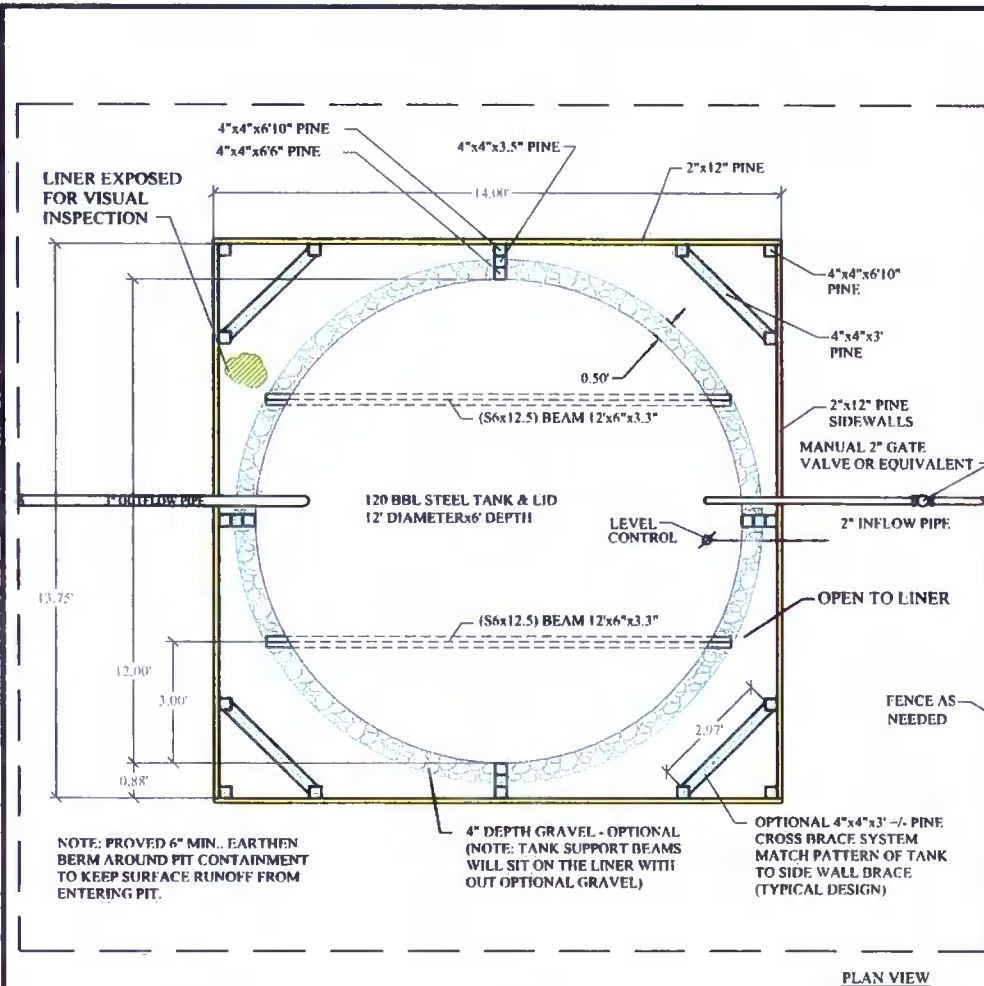 4"x4"x6'10" PINE
4"x4"x6'6" PINE
4"x4"x3.5" PINE
2"x12" PINE
LINER EXPOSED
FOR VISUAL
INSPECTION
14.00'
4"x4"x6'10"
PINE
4"x4"x3'
PINE
0.50'
(S6x12.5) BEAM 12'x6"x3.3"
2"x12" PINE
SIDEWALLS
MANUAL 2" GATE
VALVE OR EQUIVALENT
3" OUTFLOW PIPE
120 BBL STEEL TANK & LID
12' DIAMETERx6' DEPTH
LEVEL
CONTROL
2" INFLOW PIPE
13.75'
OPEN TO LINER
(S6x12.5) BEAM 12'x6"x3.3"
12.00'
3.00'
2.97'
FENCE AS
NEEDED
0.88'
NOTE: PROVED 6" MIN.. EARTHEN
BERM AROUND PIT CONTAINMENT
TO KEEP SURFACE RUNOFF FROM
ENTERING PIT.
4" DEPTH GRAVEL - OPTIONAL
(NOTE: TANK SUPPORT BEAMS
WILL SIT ON THE LINER WITH
OUT OPTIONAL GRAVEL)
OPTIONAL 4"x4"x3' +/- PINE
CROSS BRACE SYSTEM
MATCH PATTERN OF TANK
TO SIDE WALL BRACE
(TYPICAL DESIGN)
PLAN VIEW